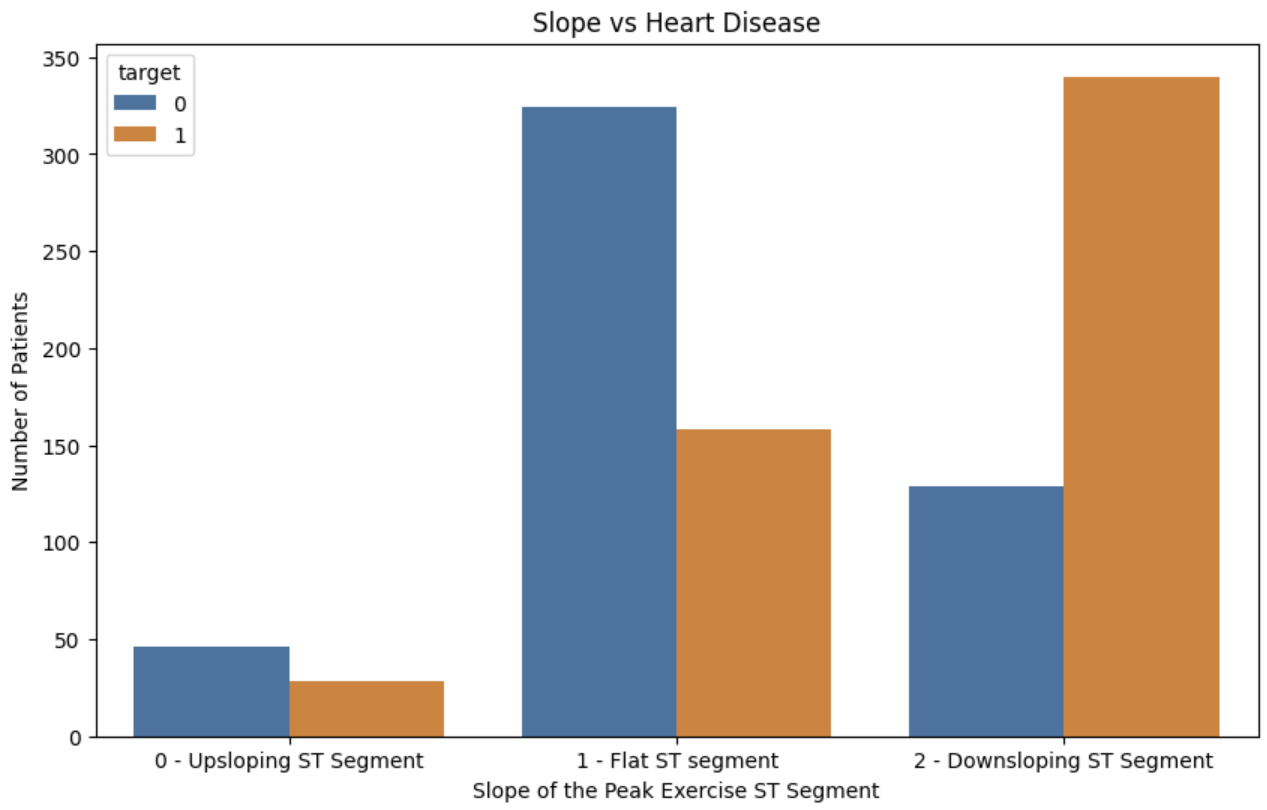 Slope vs Heart Disease
target
0
1
350
300
250
200
150
100
50
0
Number of Patients
0 - Upsloping ST Segment
1 - Flat ST segment
2 - Downsloping ST Segment
Slope of the Peak Exercise ST Segment